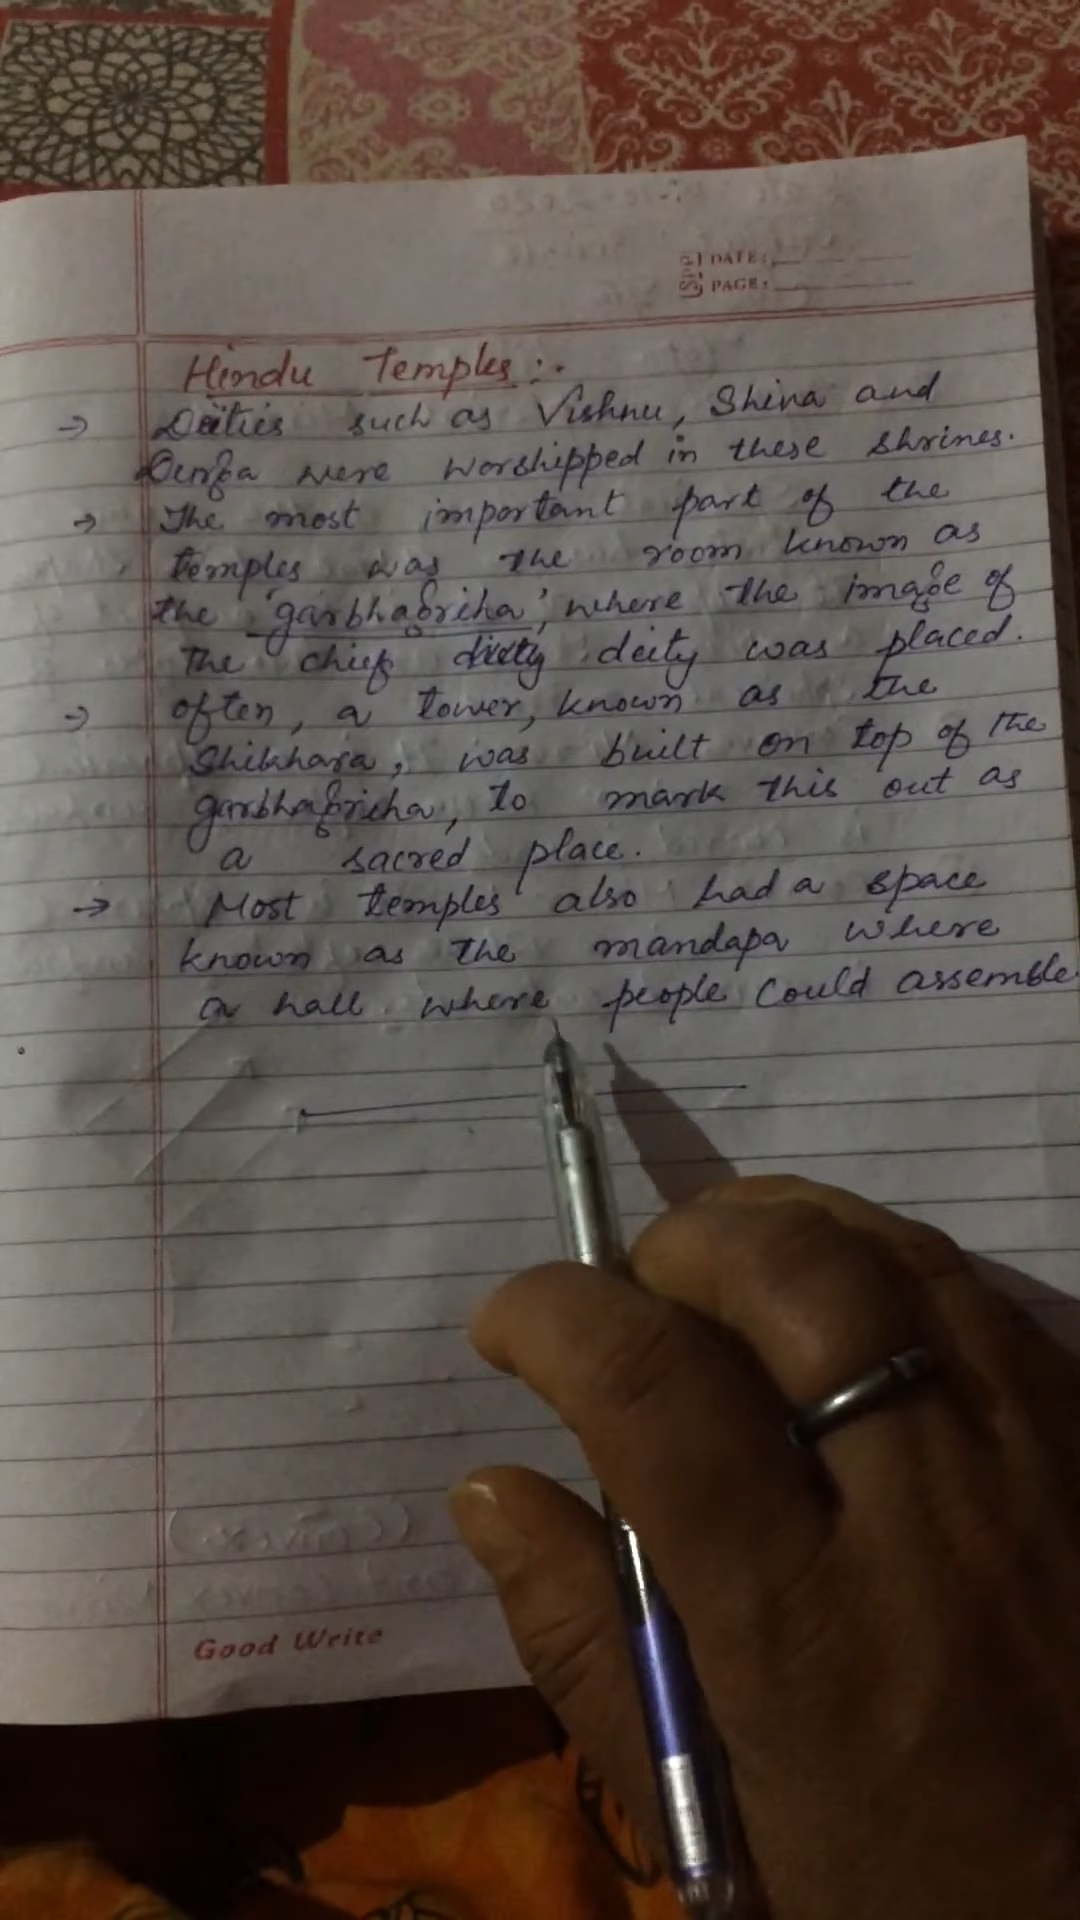 DATE:
PAGE:
Hindu Temples:-
→ Deities such as Vishnu, Shiva and
Durga were worshipped in these shrines.
→ The most important part of the
temples was the room known as
the 'garbhagriha', where the image of
the chief deity was placed.
→ often, a tower, known as the
Shikhara, was built on top of the
garbhagriha, to mark this out as
a sacred place.
→ Most temples also had a space
known as the mandapa where
a hall where people could assemble
Good Write